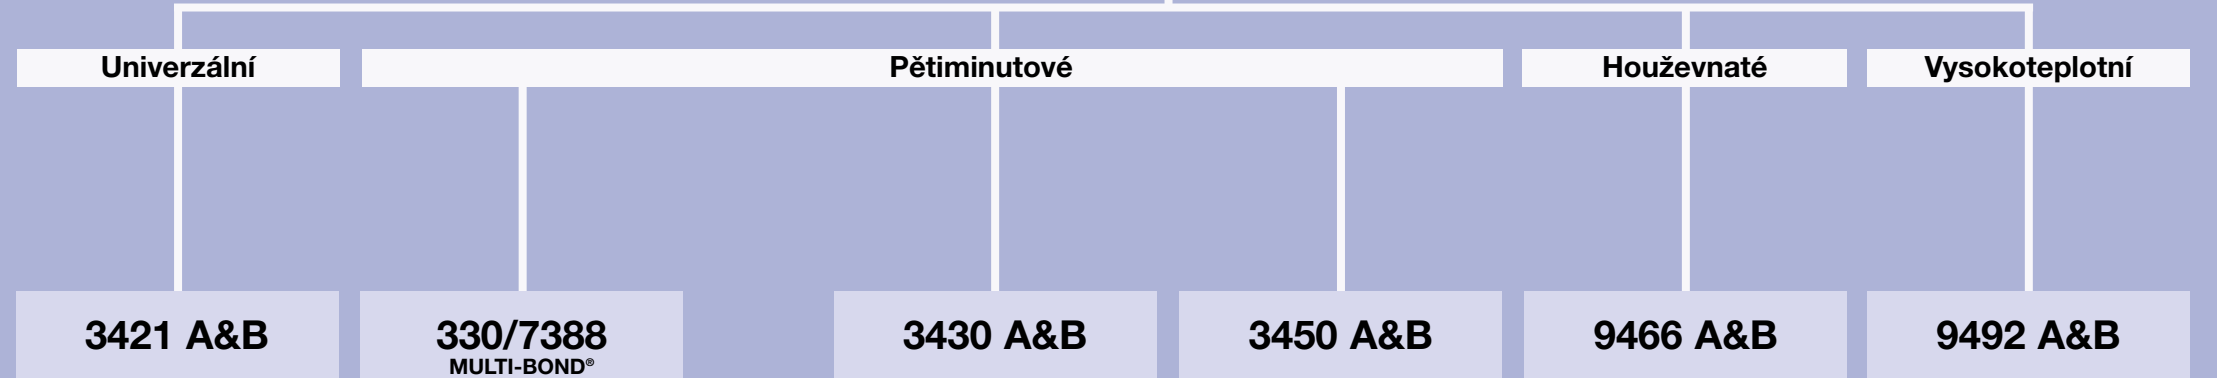 Univerzální
Pětiminutové
Houževnaté
Vysokoteplotní
3421 A&B
330/7388
MULTI-BOND®
3430 A&B
3450 A&B
9466 A&B
9492 A&B